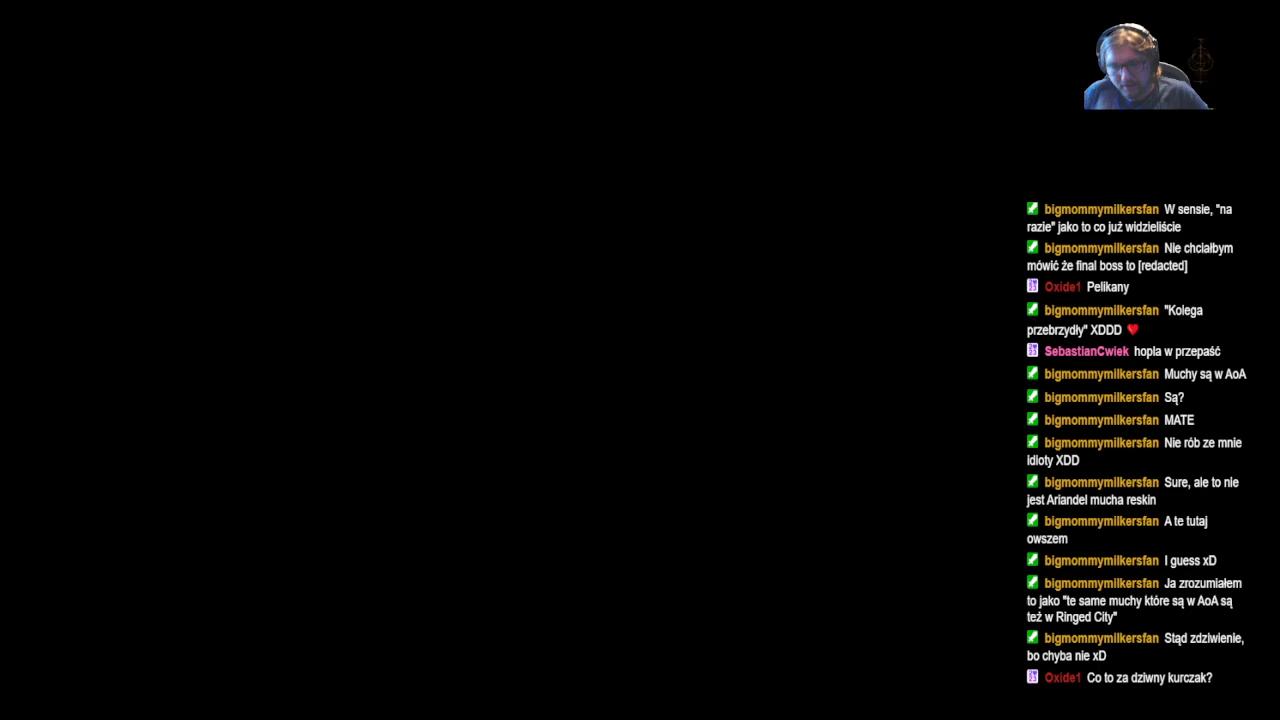 bigmommymilkersfan W sensie, "na
razie" jako to co już widzieliście
bigmommymilkersfan Nie chciałbym
mówić że final boss to [redacted]
Oxide1 Pelikany
bigmommymilkersfan "Kolega
przebrzydły" XDDD
SebastianCwiek hopla w przepaść
bigmommymilkersfan Muchy są w AoA
bigmommymilkersfan Są?
bigmommymilkersfan MATE
bigmommymilkersfan Nie rób ze mnie
idioty XDD
bigmommymilkersfan Sure, ale to nie
jest Ariandel mucha reskin
bigmommymilkersfan A te tutaj
owszem
bigmommymilkersfan I guess xD
bigmommymilkersfan Ja zrozumiałem
to jako "te same muchy które są w AoA są
też w Ringed City"
bigmommymilkersfan Stąd zdziwienie,
bo chyba nie xD
Oxide1 Co to za dziwny kurczak?